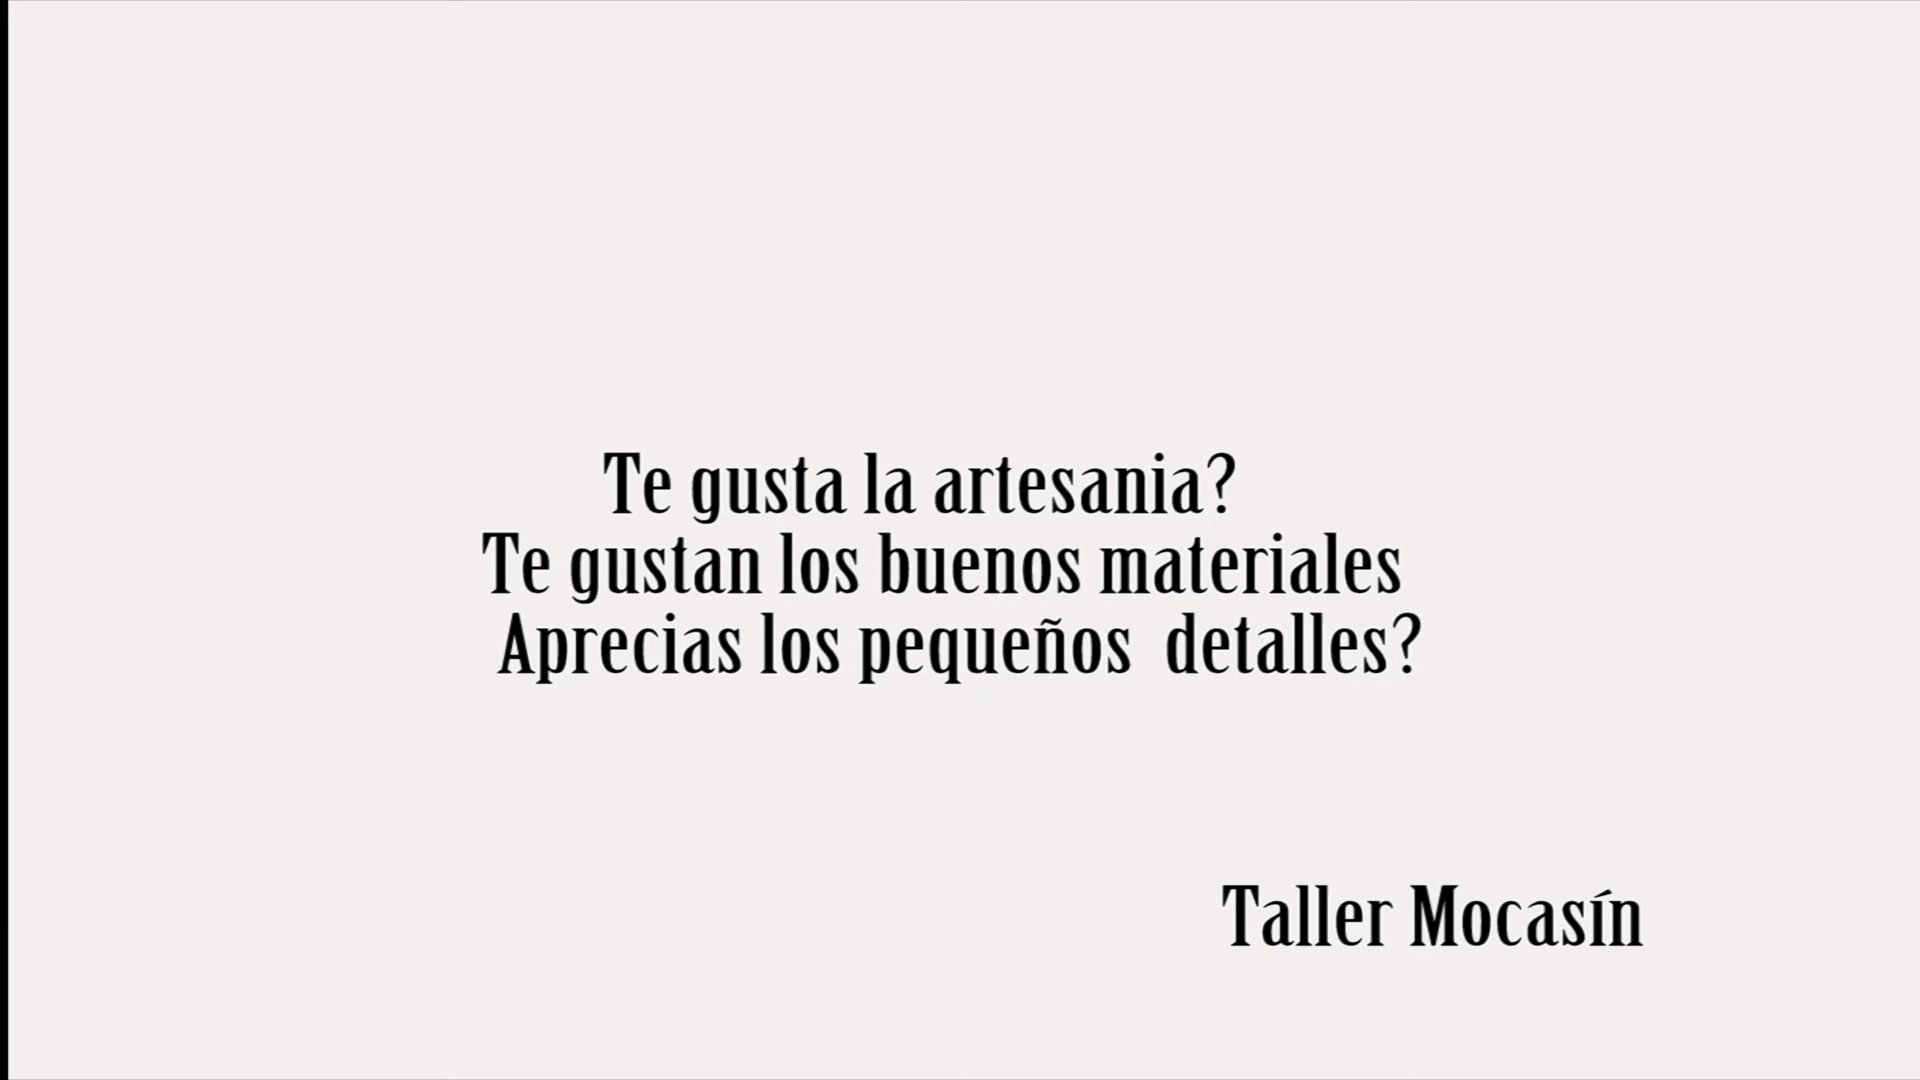 Te gusta la artesania?
Te gustan los buenos materiales
Aprecias los pequeños detalles?
Taller Mocasín